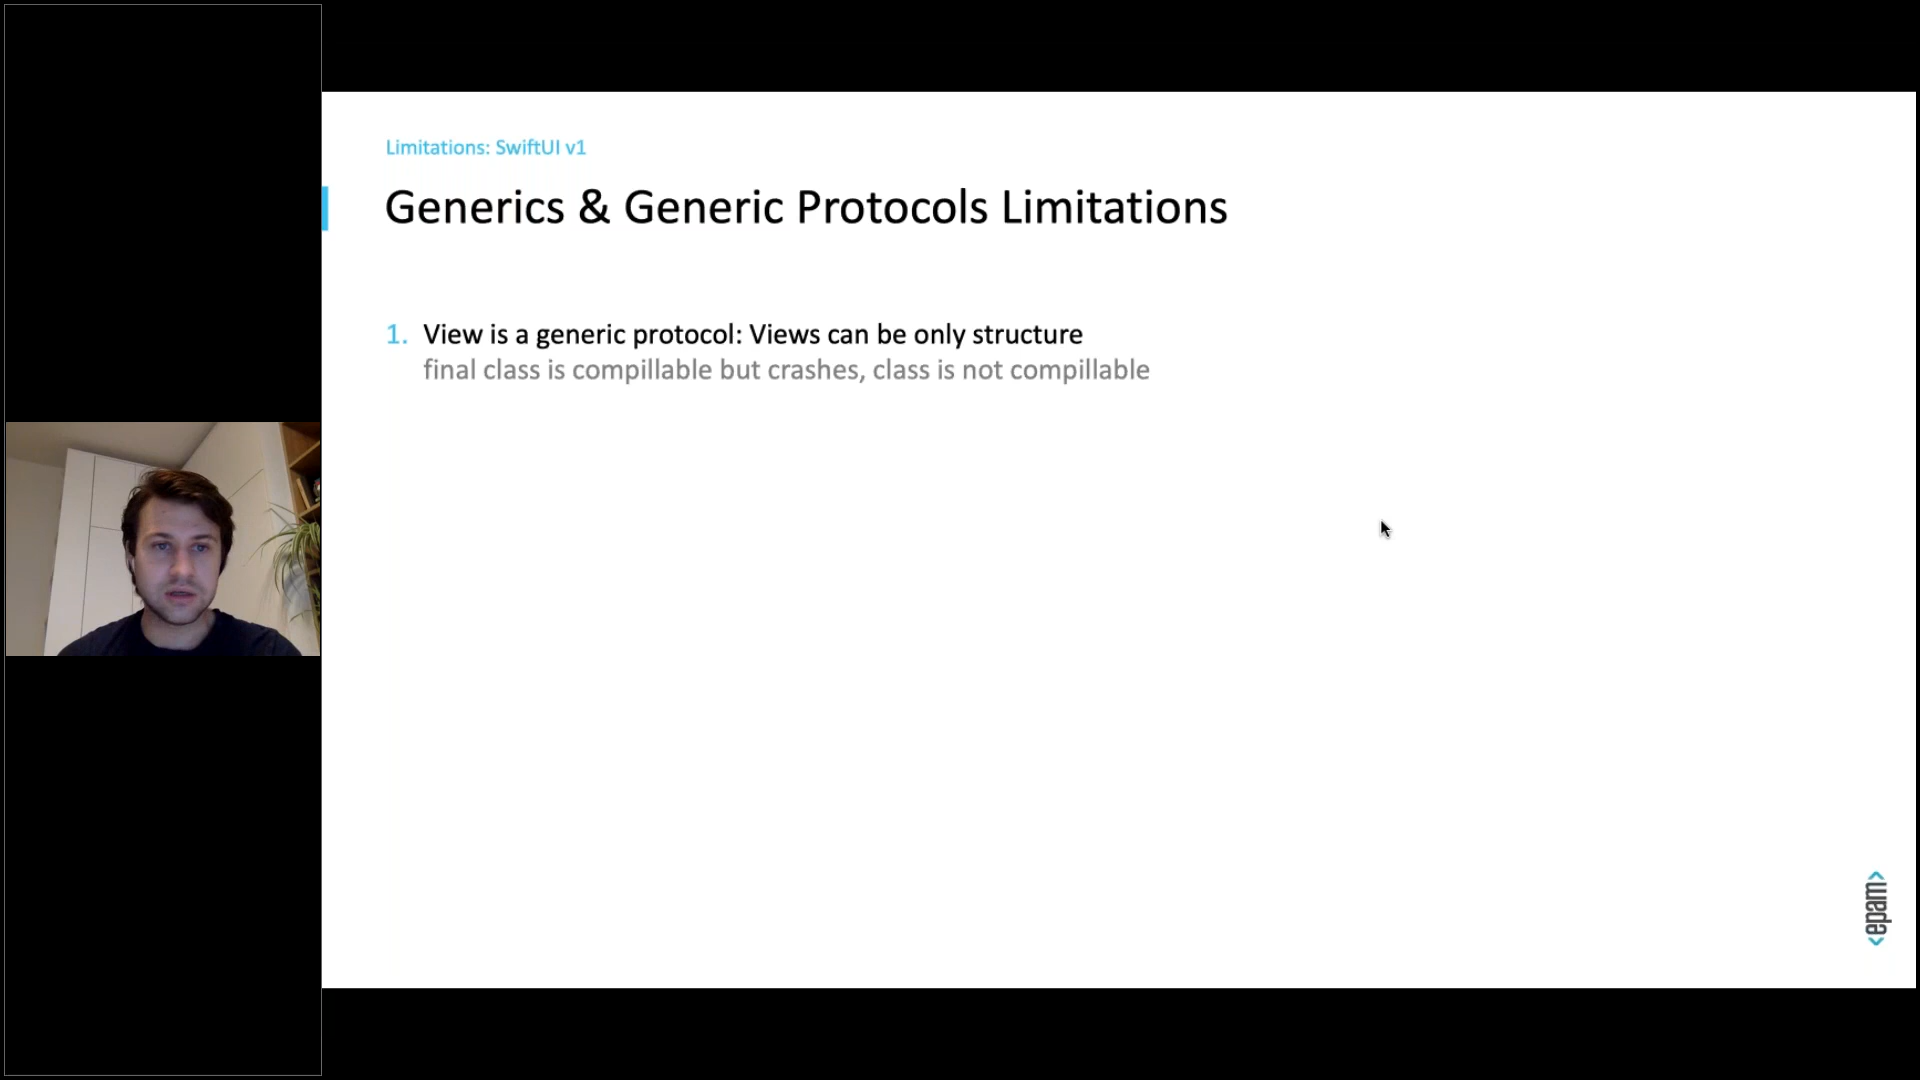 Limitations: SwiftUI v1
Generics & Generic Protocols Limitations
1. View is a generic protocol: Views can be only structure
final class is compillable but crashes, class is not compillable
<epam>